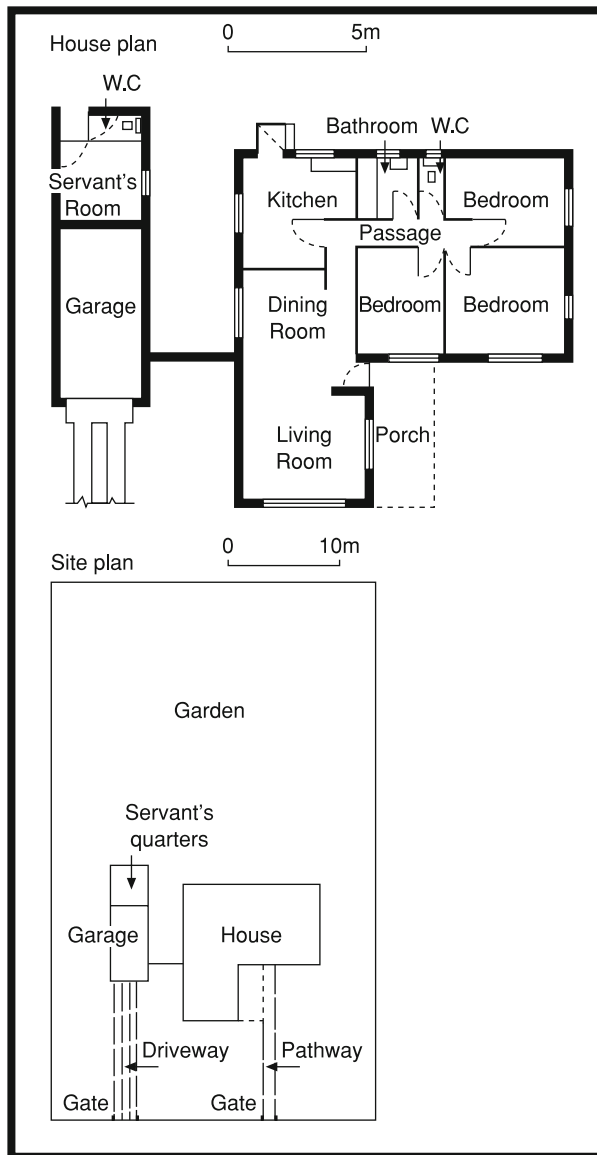 House plan
0 5m
W.C
Bathroom W.C
Servant's
Room
Kitchen
Bedroom
Passage
Garage
Dining
Room
Bedroom
Bedroom
Living
Room
Porch
Site plan
0 10m
Garden
Servant's
quarters
Garage
House
Driveway
Pathway
Gate
Gate